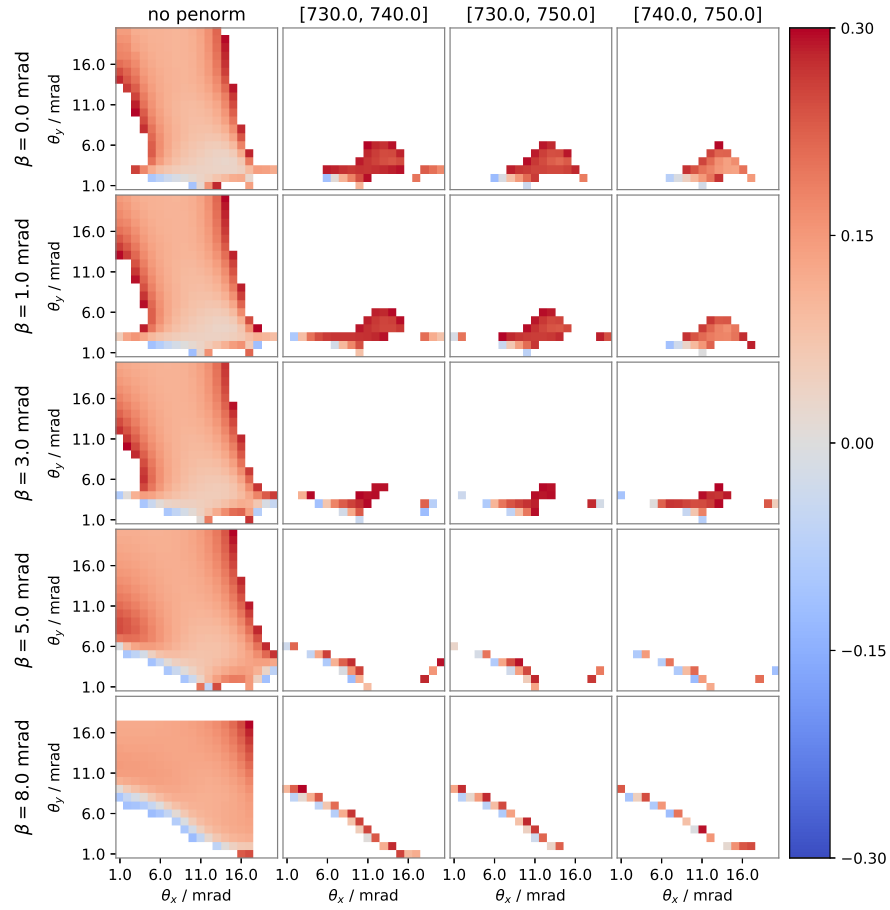 no penorm [730.0, 740.0] [730.0, 750.0] [740.0, 750.0]
β = 0.0 mrad
θy / mrad
16.0
11.0
6.0
1.0
β = 1.0 mrad
θy / mrad
16.0
11.0
6.0
1.0
β = 3.0 mrad
θy / mrad
16.0
11.0
6.0
1.0
β = 5.0 mrad
θy / mrad
16.0
11.0
6.0
1.0
β = 8.0 mrad
θy / mrad
16.0
11.0
6.0
1.0
1.0 6.0 11.0 16.0 1.0 6.0 11.0 16.0 1.0 6.0 11.0 16.0 1.0 6.0 11.0 16.0
θx / mrad θx / mrad θx / mrad θx / mrad
0.30
0.15
0.00
−0.15
−0.30